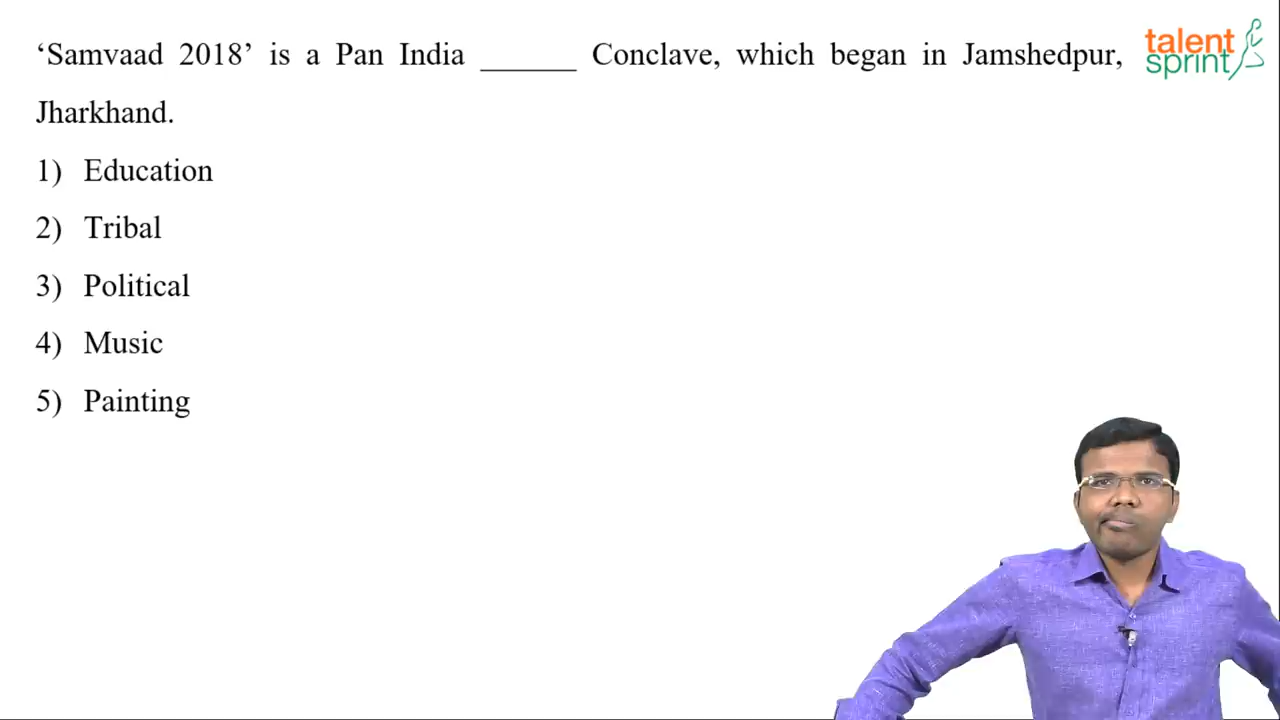 ‘Samvaad 2018’ is a Pan India ______ Conclave, which began in Jamshedpur,
Jharkhand.
1) Education
2) Tribal
3) Political
4) Music
5) Painting
talent
sprint